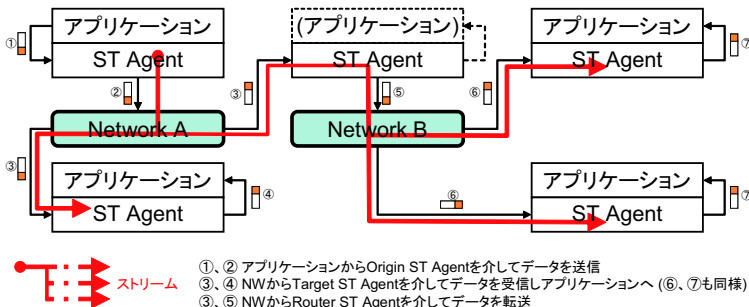 アプリケーション
ST Agent
①
②
Network A
③
③
アプリケーション
ST Agent
④
(アプリケーション)
ST Agent
⑤
Network B
⑥
⑥
アプリケーション
ST Agent
⑦
アプリケーション
ST Agent
⑦
ストリーム
①、② アプリケーションからOrigin ST Agentを介してデータを送信
③、④ NWからTarget ST Agentを介してデータを受信しアプリケーションへ (⑥、⑦も同様)
③、⑤ NWからRouter ST Agentを介してデータを転送